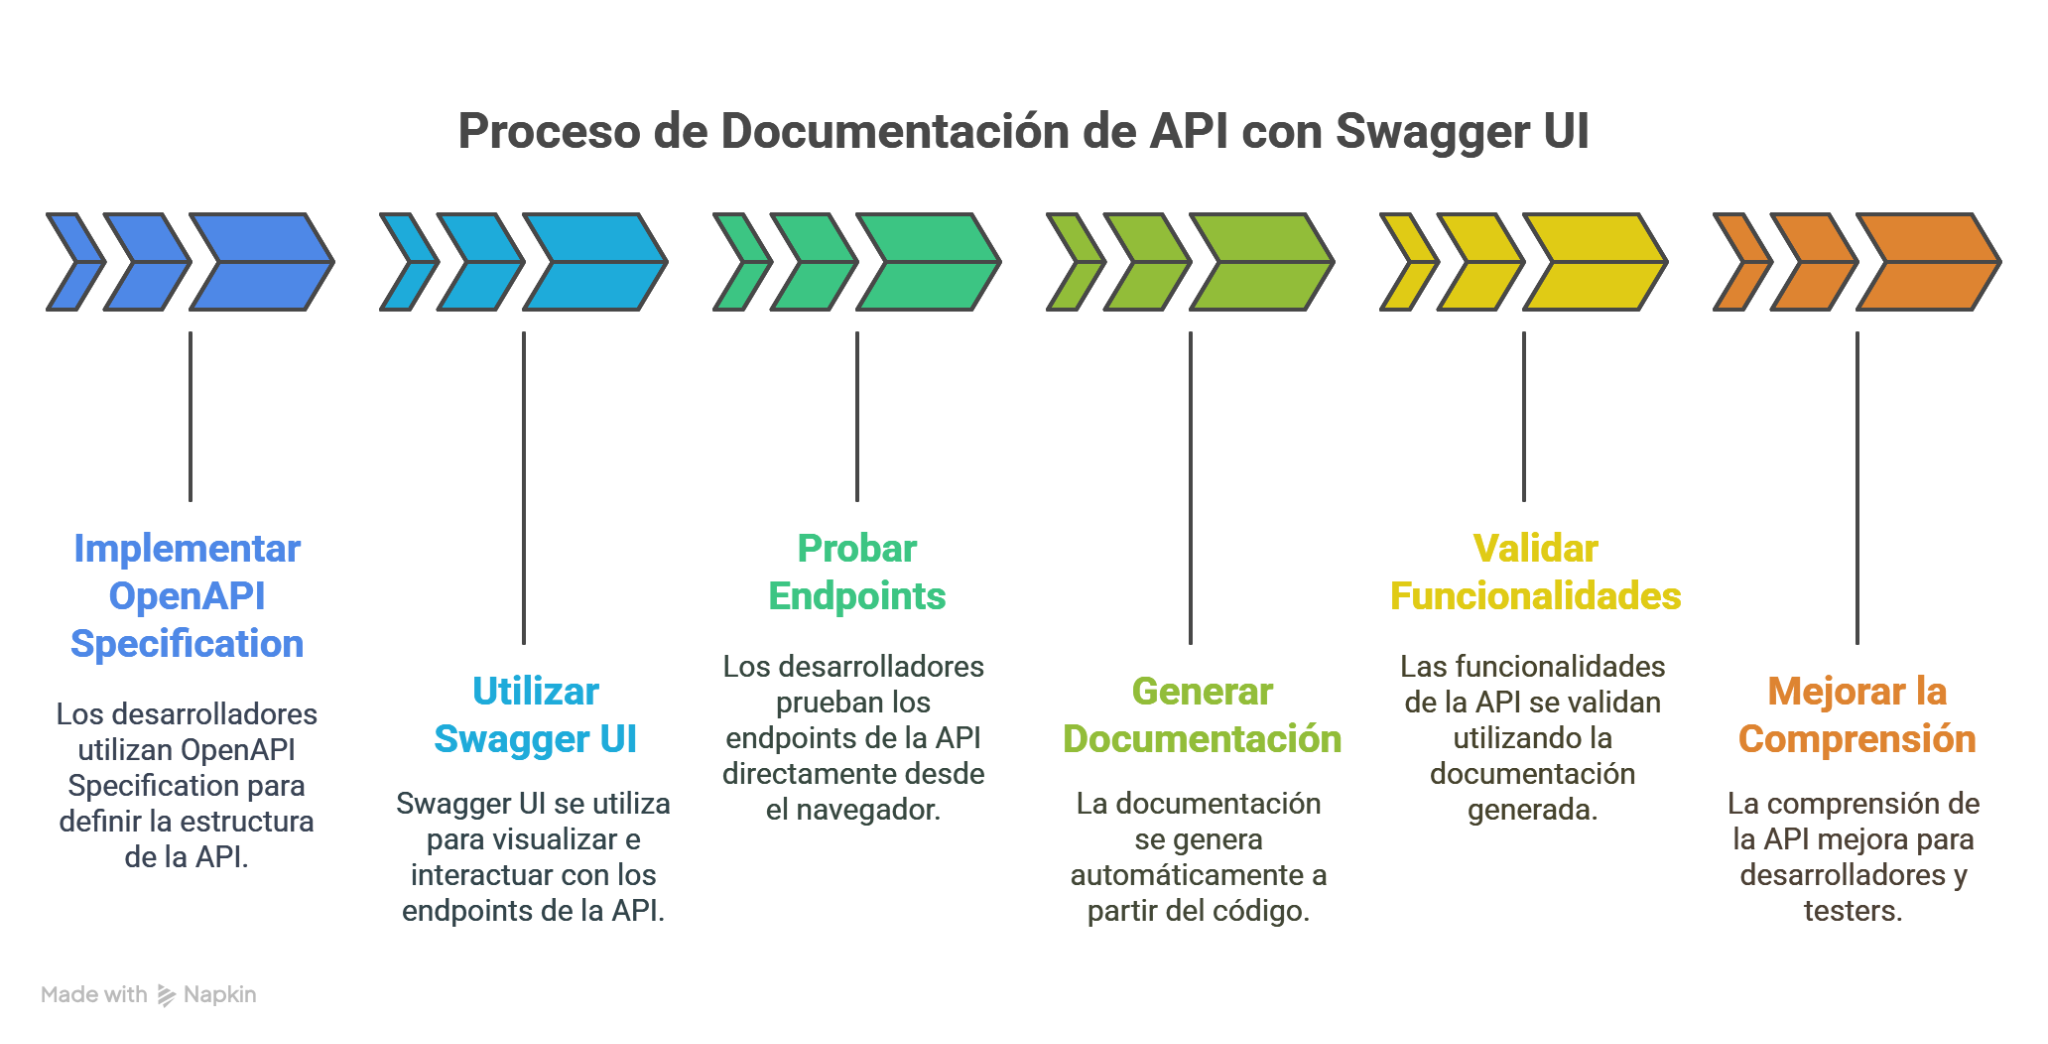 Proceso de Documentación de API con Swagger UI
Implementar
OpenAPI
Specification
Los desarrolladores
utilizan OpenAPI
Specification para
definir la estructura
de la API.
Utilizar
Swagger UI
Swagger UI se utiliza
para visualizar e
interactuar con los
endpoints de la API.
Probar
Endpoints
Los desarrolladores
prueban los
endpoints de la API
directamente desde
el navegador.
Generar
Documentación
La documentación
se genera
automáticamente a
partir del código.
Validar
Funcionalidades
Las funcionalidades
de la API se validan
utilizando la
documentación
generada.
Mejorar la
Comprensión
La comprensión de
la API mejora para
desarrolladores y
testers.
Made with Napkin